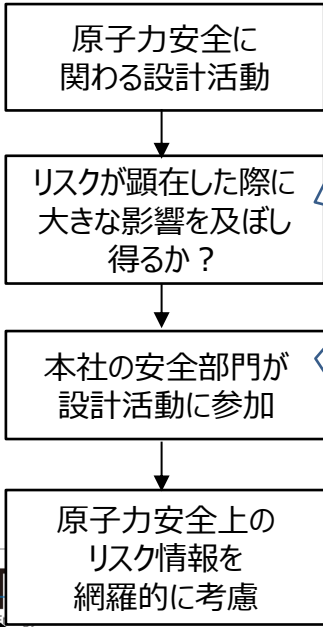 原子力安全に
関わる設計活動
リスクが顕在した際に
大きな影響を及ぼし
得るか？
本社の安全部門が
設計活動に参加
原子力安全上の
リスク情報を
網羅的に考慮